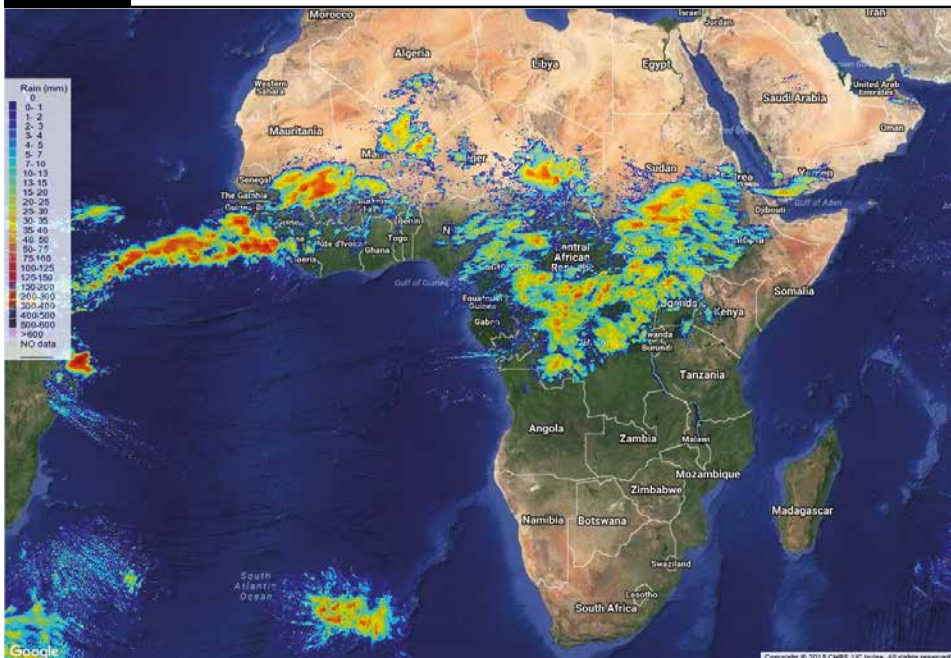 Morocco
Israel
Jordan
Iran
Algeria
Libya
Egypt
Western
Sahara
Rain (mm)
0
0- 1
1- 2
2- 3
3- 4
4- 5
5- 7
7- 10
10- 13
13- 15
15- 20
20- 25
25- 30
30- 35
35- 40
40- 50
50- 75
75-100
100-125
125-150
150-200
200-300
300-400
400-500
500-600
>600
NO data
United Arab
Emirates
Saudi Arabia
Oman
Mauritania
Sudan
Senegal
The Gambia
Djibouti
Gulf of Aden
Togo
Ghana
Central
African
Gulf of Guinea
Equatorial
Guinea
Gabon
Uganda
Kenya
Somalia
Burundi
Tanzania
Angola
Zambia
Malawi
Mozambique
Zimbabwe
Madagascar
Namibia
Botswana
Swaziland
South
Atlantic
Ocean
Lesotho
South Africa
Google